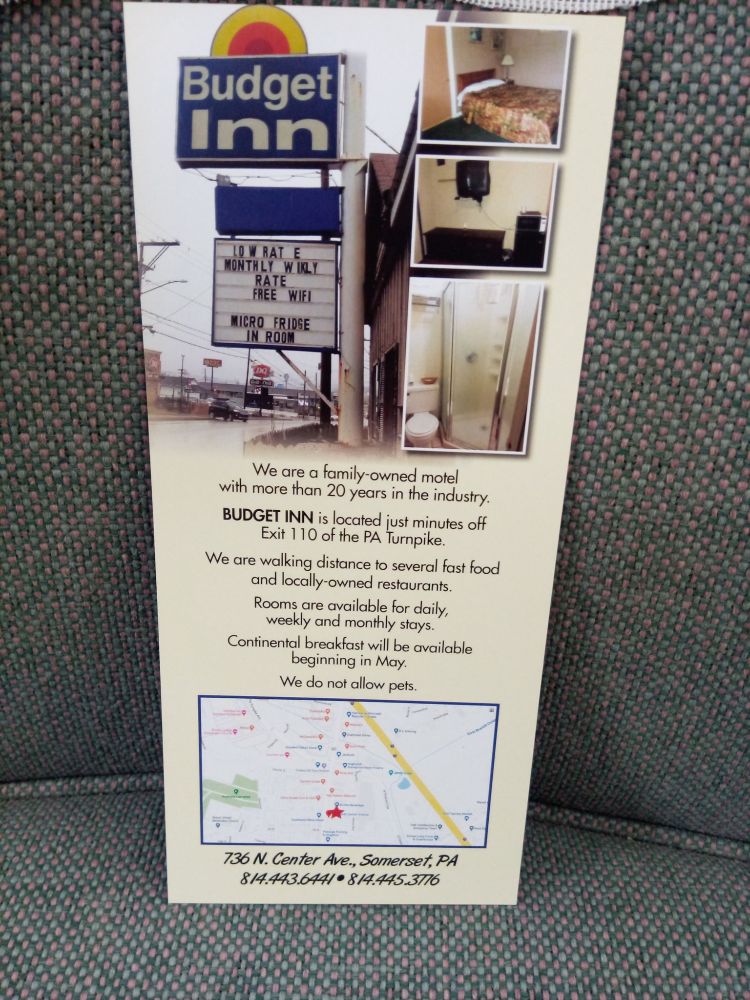 Budget
Inn
LOW RAT E
MONTHLY W KLY
RATE
FREE WIFI
MICRO FRIDGE
IN ROOM
DQ
We are a family-owned motel
with more than 20 years in the industry.
BUDGET INN is located just minutes off
Exit 110 of the PA Turnpike.
We are walking distance to several fast food
and locally-owned restaurants.
Rooms are available for daily,
weekly and monthly stays.
Continental breakfast will be available
beginning in May.
We do not allow pets.
736 N. Center Ave., Somerset, PA
814.443.6441 • 814.445.3776